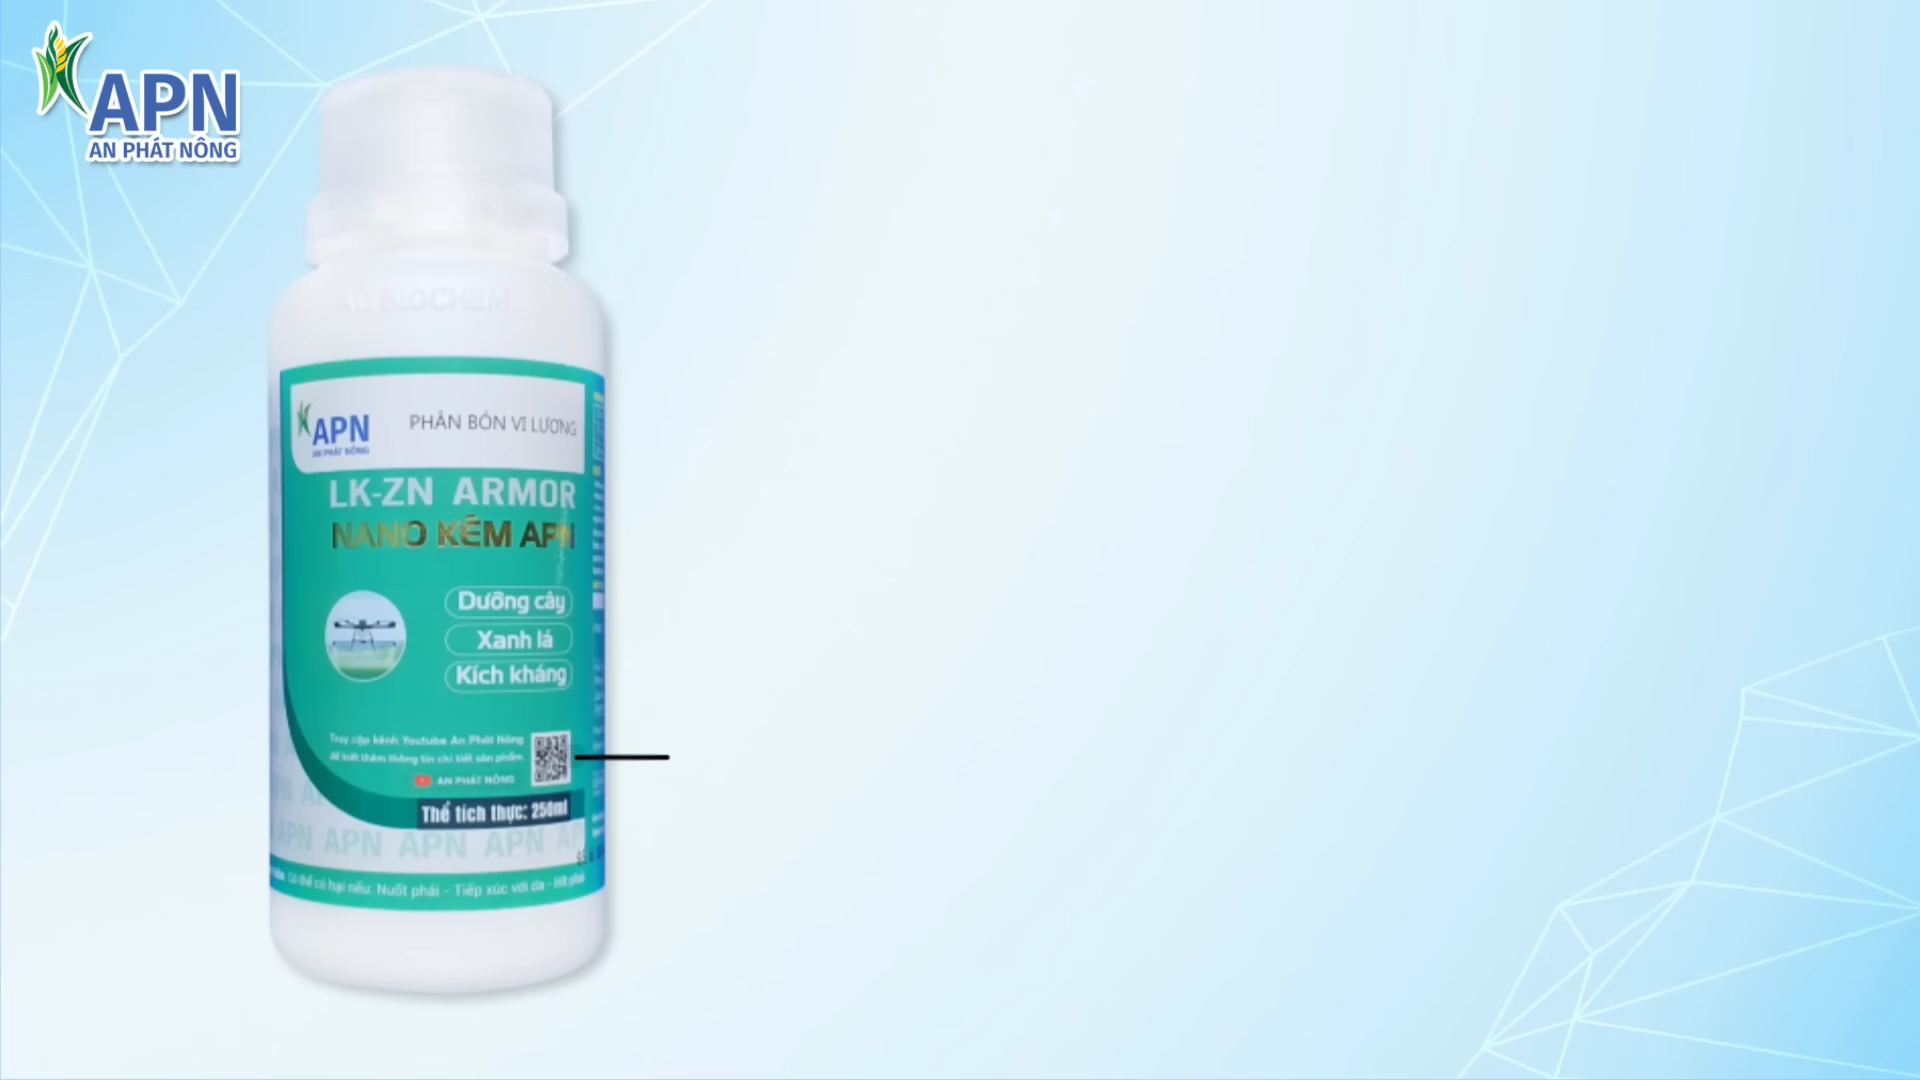 APN
AN PHÁT NÔNG
BIOCHEM
APN
AN PHÁT NÔNG
PHÂN BÓN VI LƯỢNG
LK-ZN ARMOR
NANO KẼM APN
Dưỡng cây
Xanh lá
Kích kháng
Truy cập kênh Youtube An Phát Nông
để biết thêm thông tin chi tiết sản phẩm.
AN PHÁT NÔNG
Thể tích thực: 250ml
APN APN APN
Có thể có hại nếu: Nuốt phải - Tiếp xúc với da - Hít phải